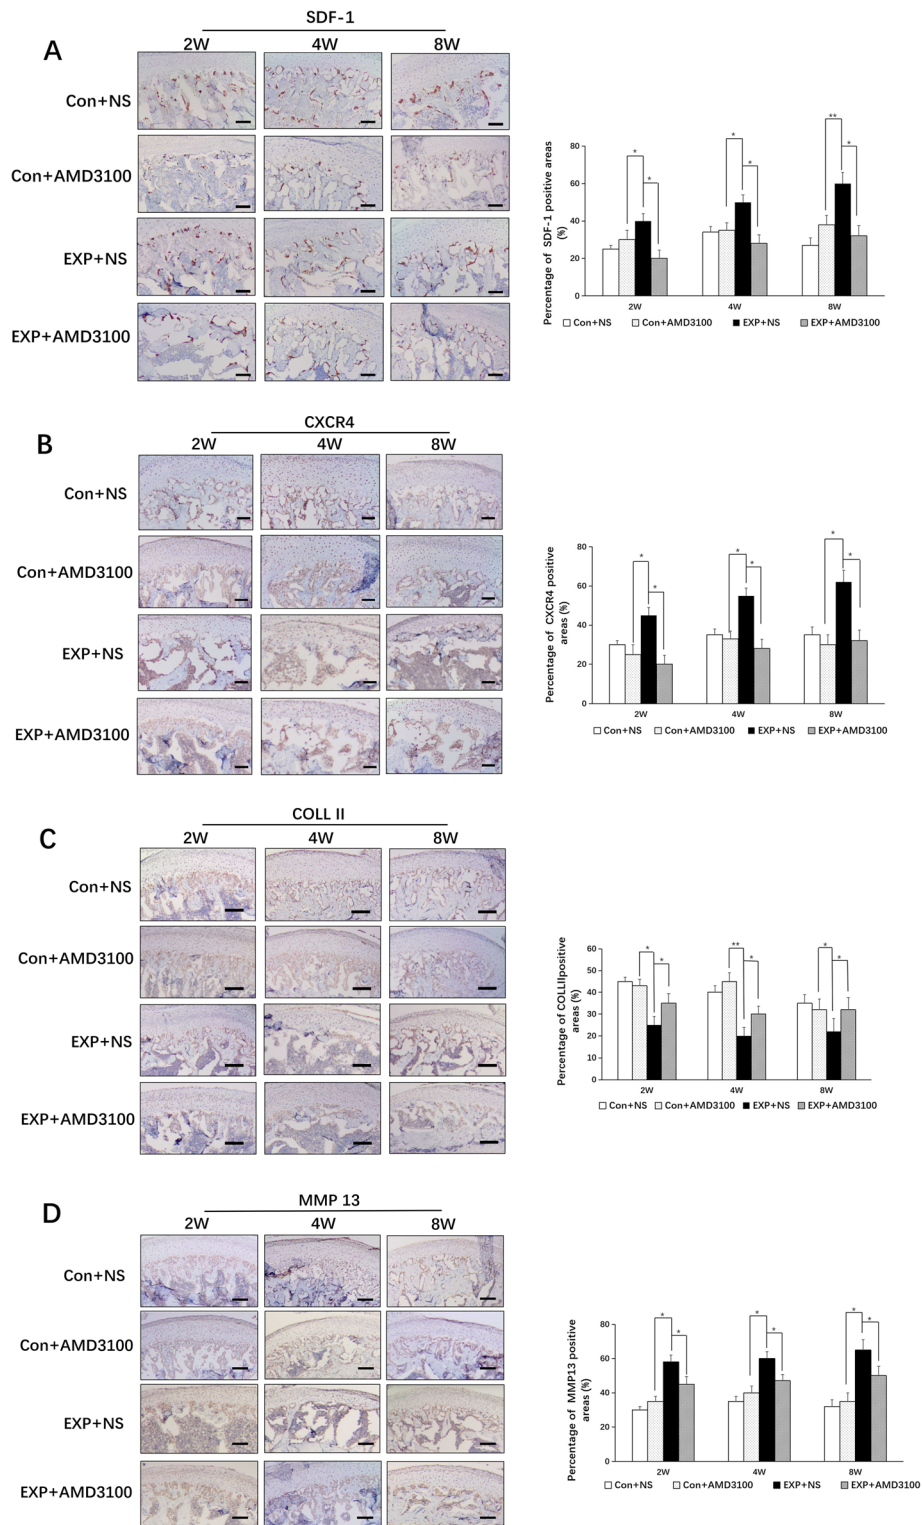 SDF-1
A
2W 4W 8W
Con+NS
Con+AMD3100
EXP+NS
EXP+AMD3100
Percentage of SDF-1 positive areas
(%)
80
60
40
20
0
* * * * ** *
2W 4W 8W
Con+NS Con+AMD3100 EXP+NS EXP+AMD3100
CXCR4
B
2W 4W 8W
Con+NS
Con+AMD3100
EXP+NS
EXP+AMD3100
Percentage of CXCR4 positive
areas (%)
80
60
40
20
0
* * * * * *
2W 4W 8W
Con+NS Con+AMD3100 EXP+NS EXP+AMD3100
COLL II
C
2W 4W 8W
Con+NS
Con+AMD3100
EXP+NS
EXP+AMD3100
Percentage of COLLIIpositive
areas (%)
60
50
40
30
20
10
0
* * ** * * *
2W 4W 8W
Con+NS Con+AMD3100 EXP+NS EXP+AMD3100
MMP 13
D
2W 4W 8W
Con+NS
Con+AMD3100
EXP+NS
EXP+AMD3100
Percentage of MMP13 positive
areas (%)
80
60
40
20
0
* * * * * *
2W 4W 8W
Con+NS Con+AMD3100 EXP+NS EXP+AMD3100